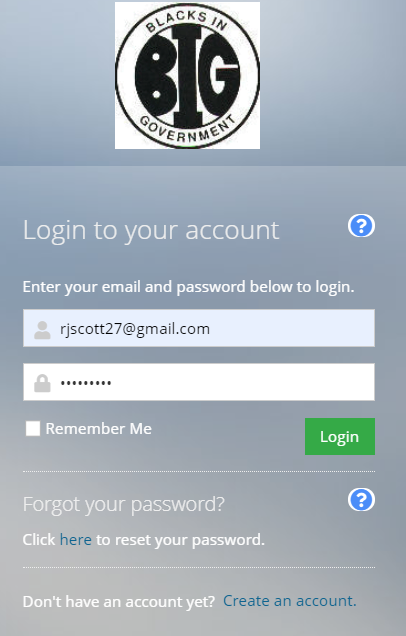 BLACKS IN
BIG
GOVERNMENT
Login to your account
?
Enter your email and password below to login.
rjscott27@gmail.com
•••••••••
Remember Me
Login
Forgot your password?
?
Click here to reset your password.
Don't have an account yet? Create an account.